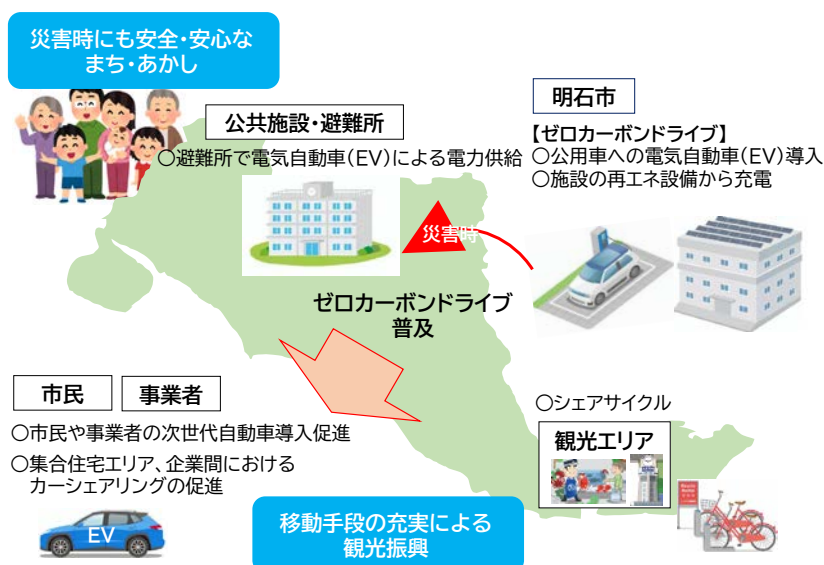 災害時にも安全・安心な
まち・あかし
公共施設・避難所
○避難所で電気自動車(EV)による電力供給
明石市
【ゼロカーボンドライブ】
○公用車への電気自動車(EV)導入
○施設の再エネ設備から充電
災害時
ゼロカーボンドライブ
普及
市民
事業者
○市民や事業者の次世代自動車導入促進
○集合住宅エリア、企業間における
カーシェアリングの促進
EV
○シェアサイクル
観光エリア
移動手段の充実による
観光振興